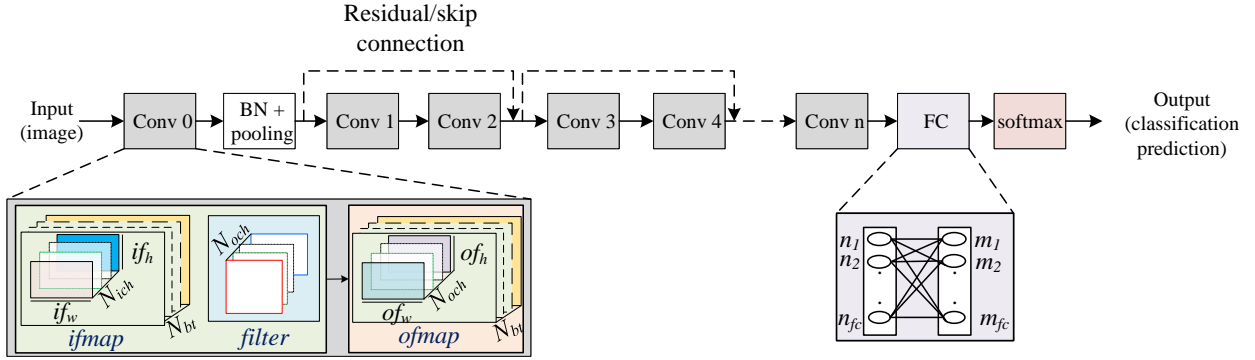 Residual/skip
connection
Input
(image)
Conv 0
BN +
pooling
Conv 1
Conv 2
Conv 3
Conv 4
Conv n
FC
softmax
Output
(classification
prediction)
if_h
N_ich
if_w
N_bt
ifmap
N_och
filter
of_h
N_och
of_w
N_bt
ofmap
n_1 m_1
n_2 m_2
. .
. .
n_fc m_fc